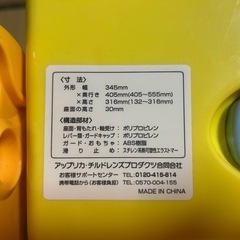 〈寸 法〉
外形 幅 345mm
×奥行き 405mm(405～555mm)
×高さ 316mm(132～316mm)
座面の高さ 30mm
〈構造部材〉
座面・背もたれ・軸受け： ポリプロピレン
レバー類・ガードキャップ： ポリプロピレン
ガード・おもちゃ： ABS樹脂
滑り止め： スチレン系熱可塑性エラストマー
アップリカ・チルドレンズプロダクツ合同会社
お客様サポートセンター TEL: 0120-415-814
携帯電話から(お客様負担) TEL: 0570-004-155
MADE IN CHINA